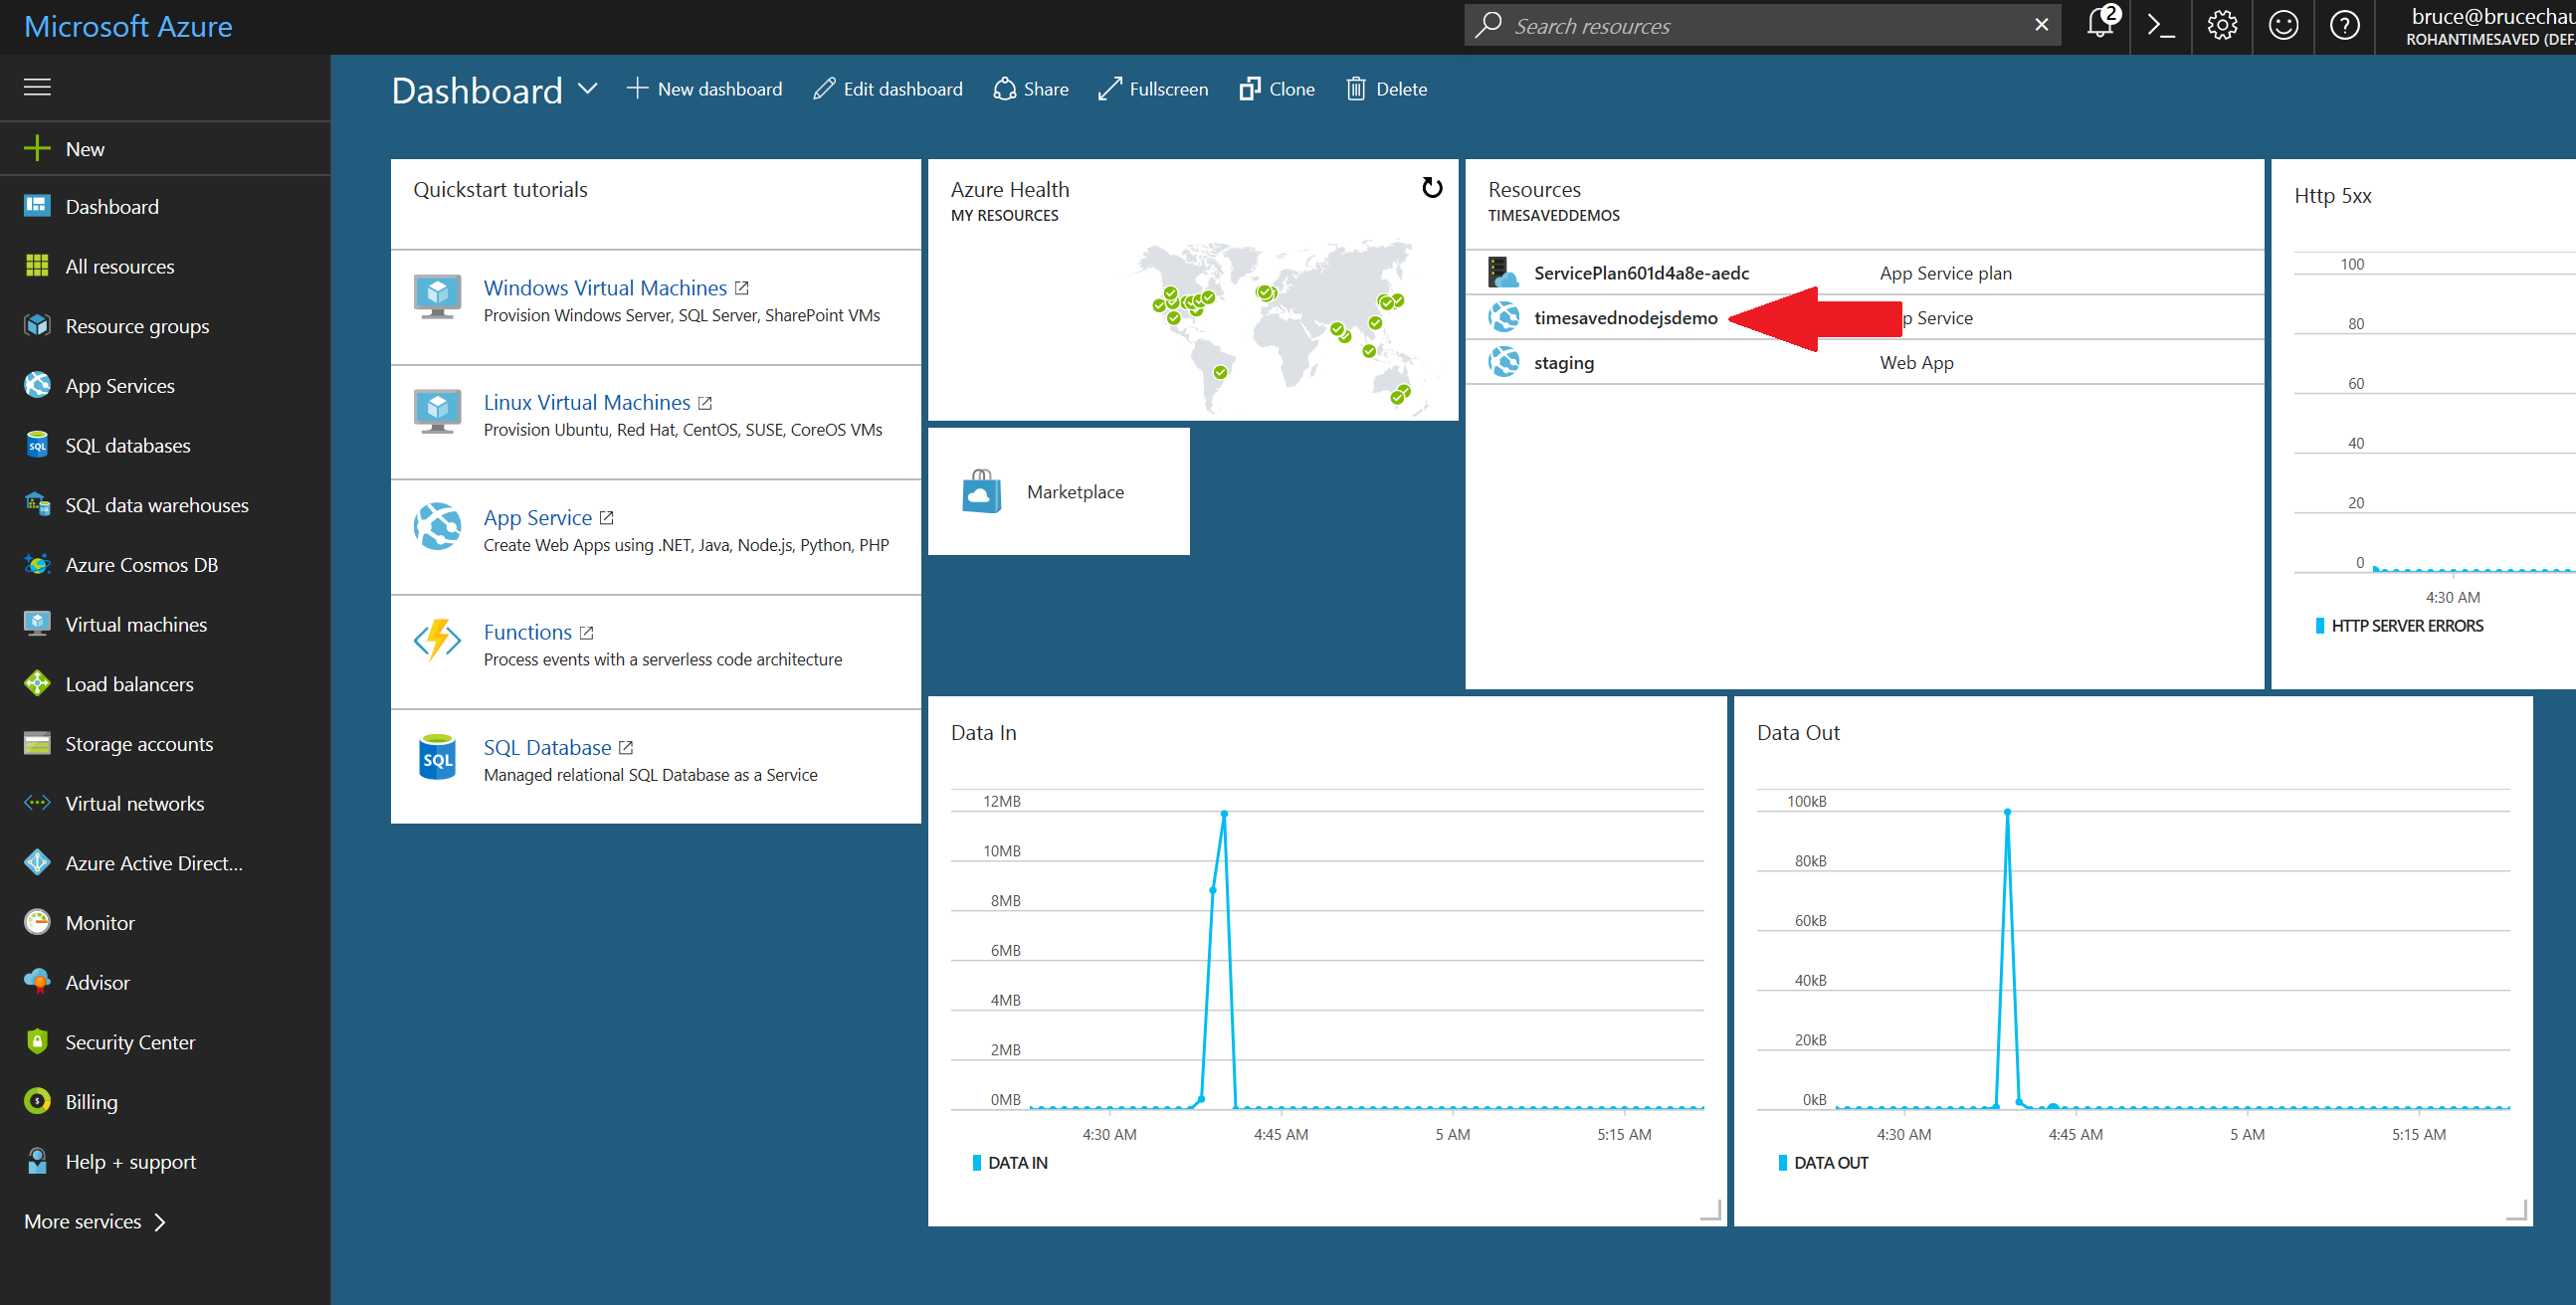 Microsoft Azure
Search resources
2
bruce@brucechau
ROHANTIMESAVED (DEF
Dashboard
New dashboard
Edit dashboard
Share
Fullscreen
Clone
Delete
New
Dashboard
All resources
Resource groups
App Services
SQL databases
SQL data warehouses
Azure Cosmos DB
Virtual machines
Load balancers
Storage accounts
Virtual networks
Azure Active Direct...
Monitor
Advisor
Security Center
Billing
Help + support
More services
Quickstart tutorials
Windows Virtual Machines
Provision Windows Server, SQL Server, SharePoint VMs
Linux Virtual Machines
Provision Ubuntu, Red Hat, CentOS, SUSE, CoreOS VMs
App Service
Create Web Apps using .NET, Java, Node.js, Python, PHP
Functions
Process events with a serverless code architecture
SQL
SQL Database
Managed relational SQL Database as a Service
Azure Health
MY RESOURCES
Marketplace
Resources
TIMESAVEDDEMOS
ServicePlan601d4a8e-aedc App Service plan
timesavednodejsdemo p Service
staging Web App
Http 5xx
100
80
60
40
20
0
4:30 AM
HTTP SERVER ERRORS
Data In
12MB
10MB
8MB
6MB
4MB
2MB
0MB
4:30 AM 4:45 AM 5 AM 5:15 AM
DATA IN
Data Out
100kB
80kB
60kB
40kB
20kB
0kB
4:30 AM 4:45 AM 5 AM 5:15 AM
DATA OUT